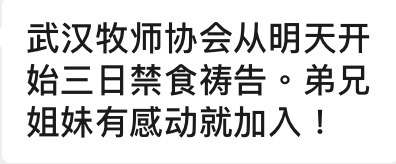 武汉牧师协会从明天开
始三日禁食祷告。弟兄
姐妹有感动就加入！